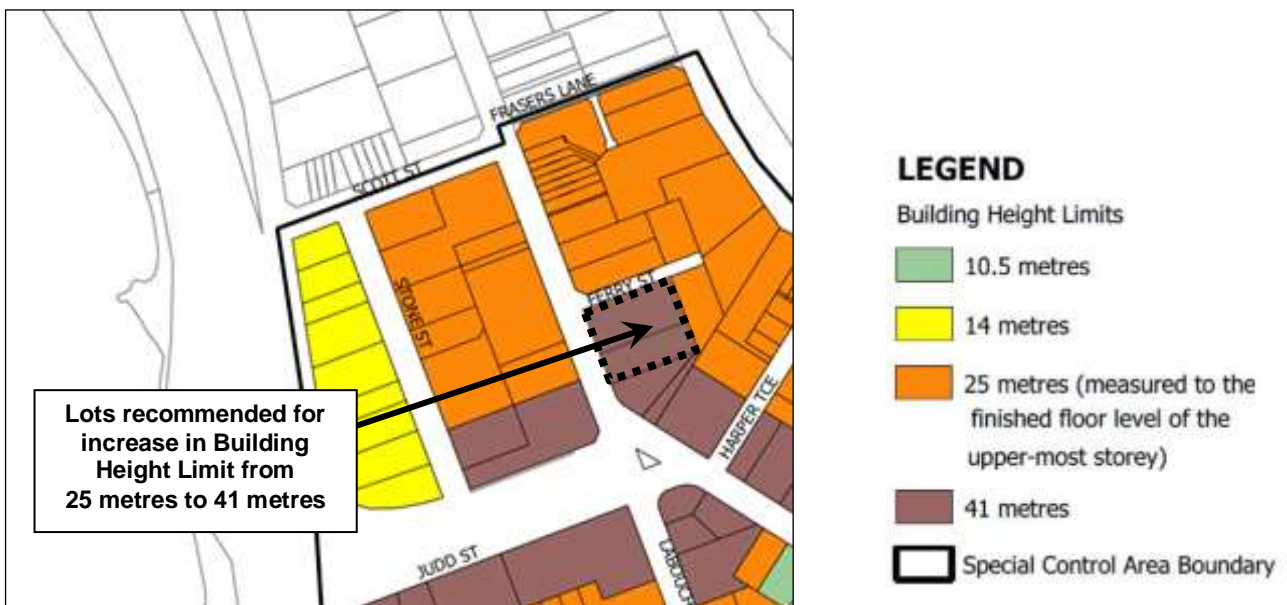 FRASERS LANE
SCOTT ST
STONE ST
FERRY ST
HARPER TCE
JUDD ST
Lots recommended for
increase in Building
Height Limit from
25 metres to 41 metres
LEGEND
Building Height Limits
10.5 metres
14 metres
25 metres (measured to the
finished floor level of the
upper-most storey)
41 metres
Special Control Area Boundary